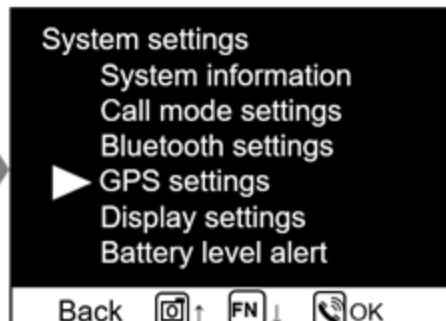 System settings
System information
Call mode settings
Bluetooth settings
GPS settings
Display settings
Battery level alert
Back ↑ FN ↓ OK